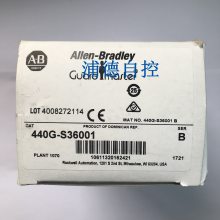 AB
Allen-Bradley
Guardmaster
浦德自控
LOT 4008272114
MAT. NO. 440G-S36001 B
CAT
440G-S36001
SER
B
PRODUCT OF DOMINICAN REP.
PLANT 1070
10611320162421
1721
Rockwell Automation, 1201 S 2nd St, Milwaukee, WI 53204, USA